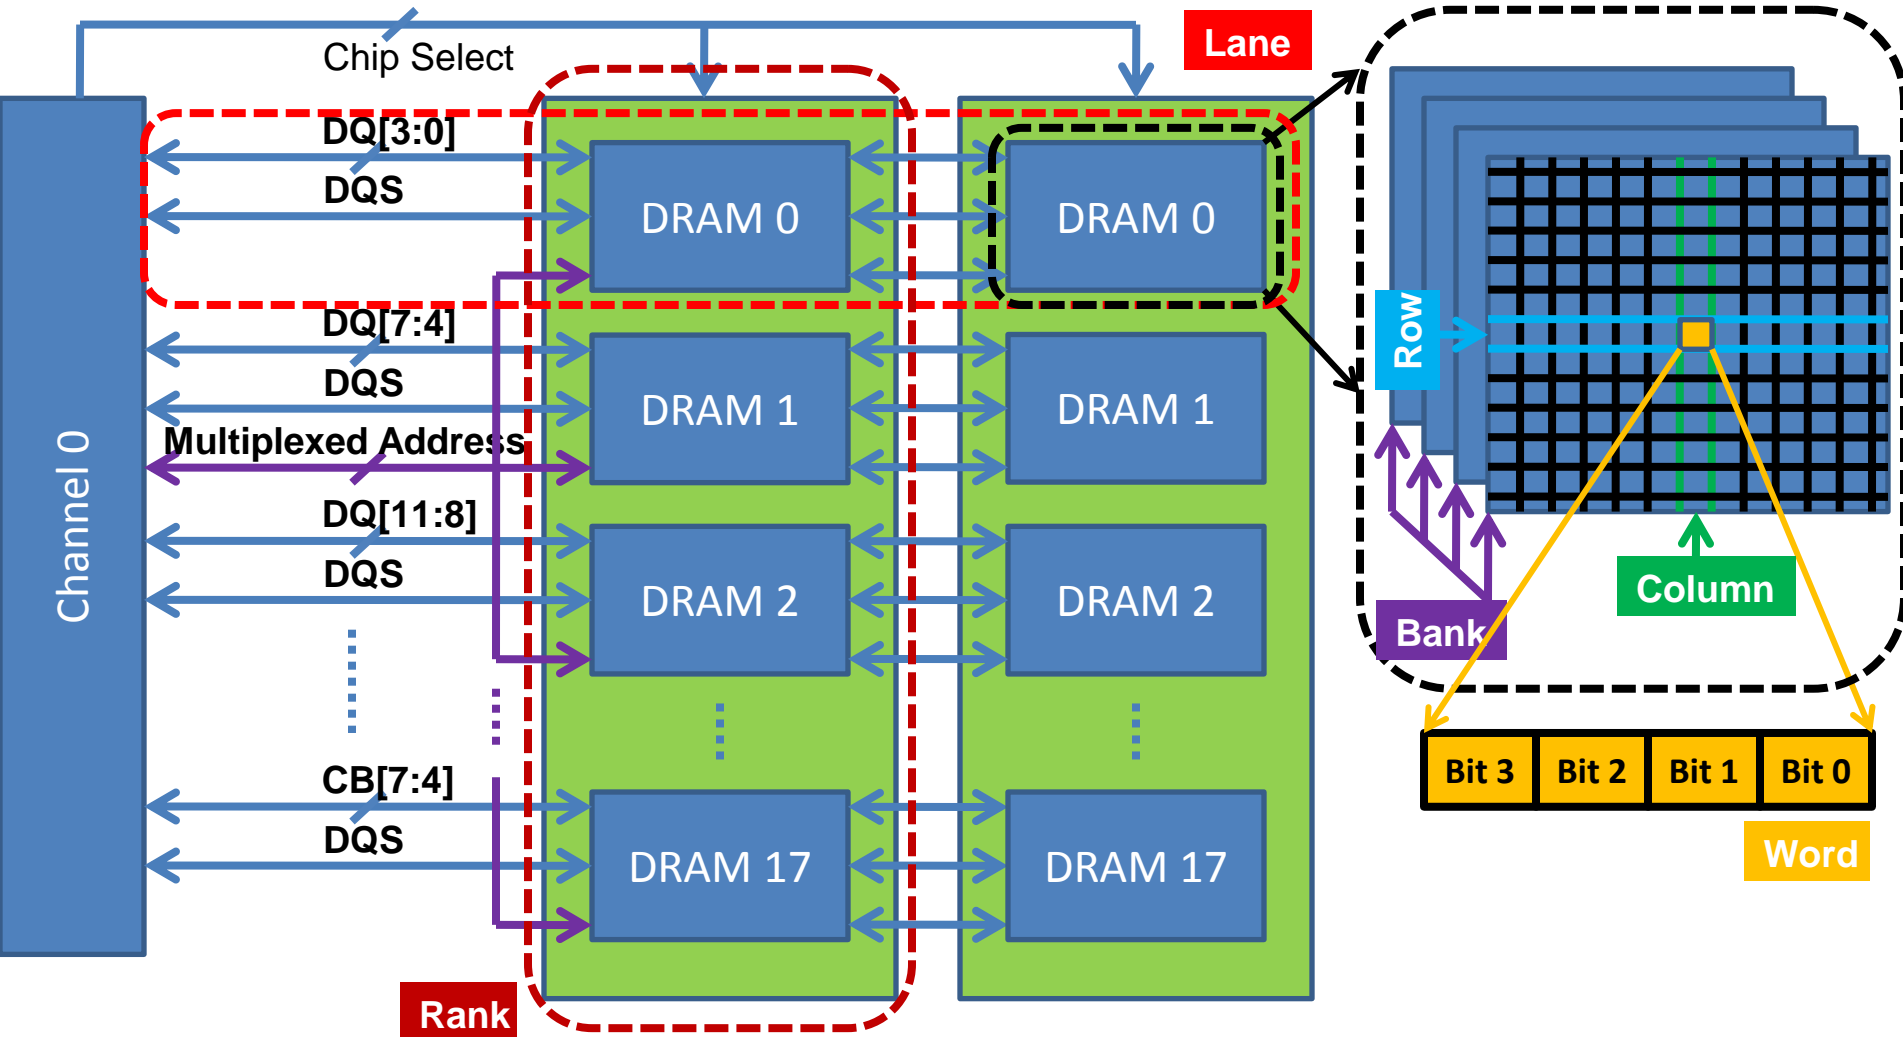 Chip Select
Lane
Channel 0
DQ[3:0]
DQS
DRAM 0
DRAM 0
DQ[7:4]
DQS
DRAM 1
DRAM 1
Multiplexed Address
DQ[11:8]
DQS
DRAM 2
DRAM 2
CB[7:4]
DQS
DRAM 17
DRAM 17
Rank
Row
Column
Bank
Bit 3
Bit 2
Bit 1
Bit 0
Word